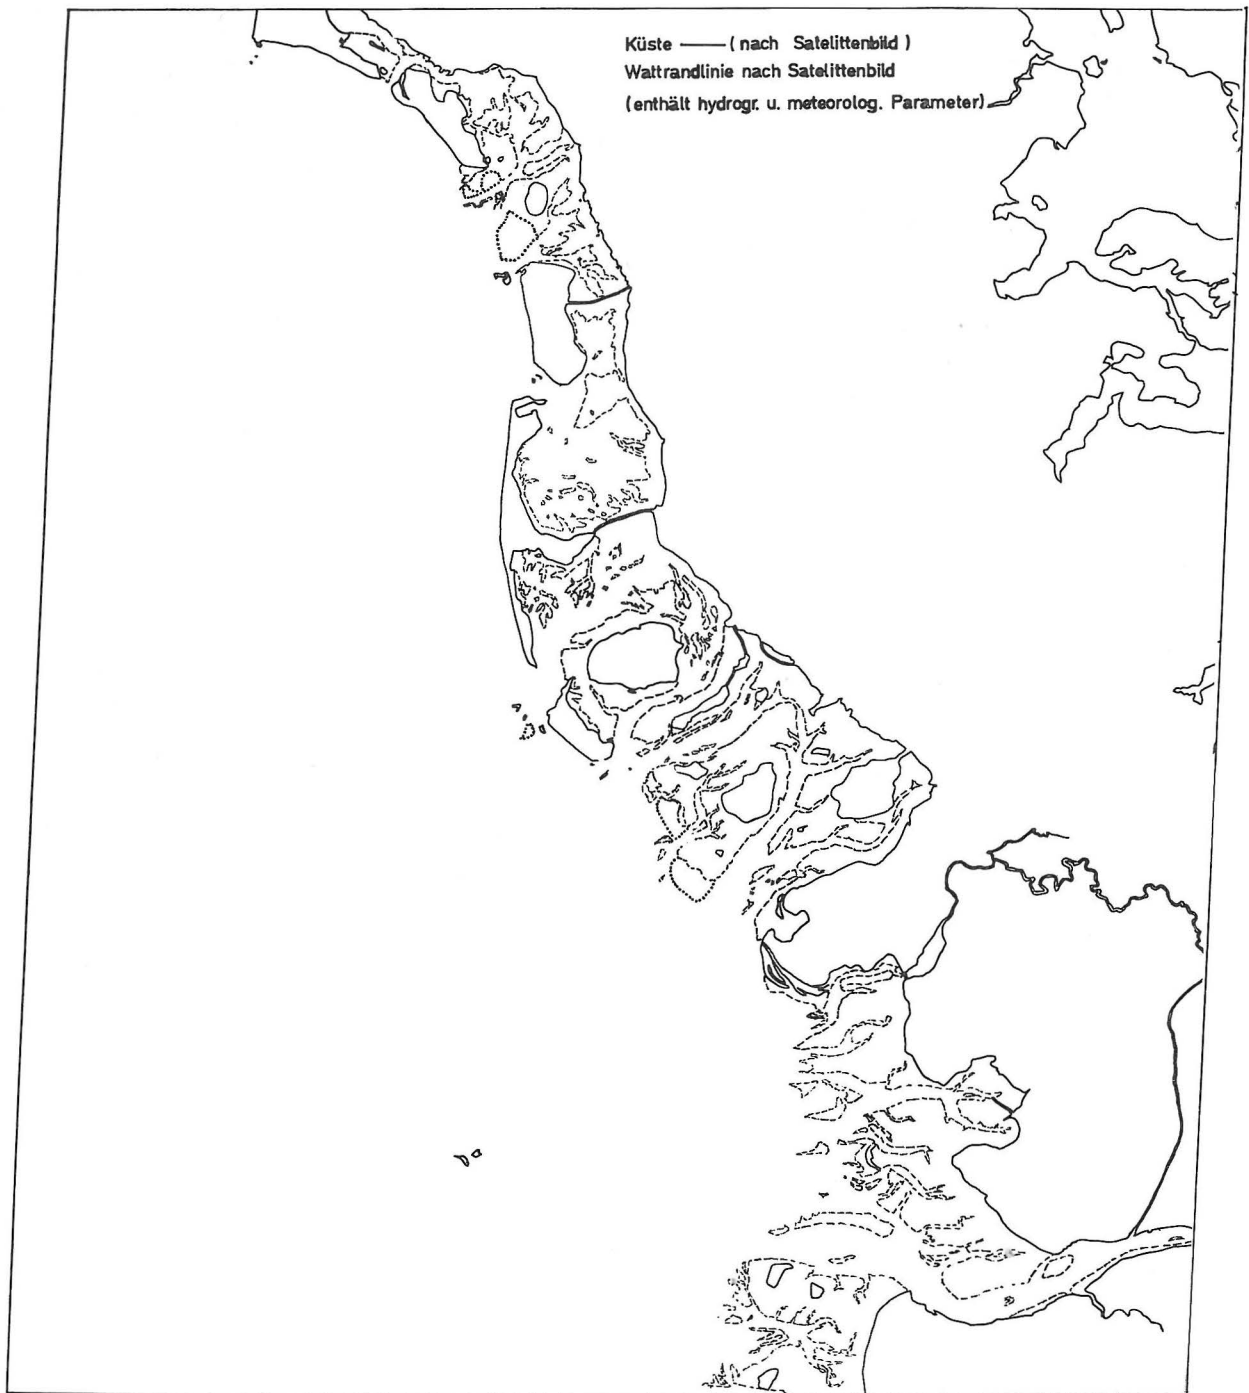 Küste —— ( nach Satelittenbild )
Wattrandlinie nach Satelittenbild
(enthält hydrogr. u. meteorolog. Parameter)